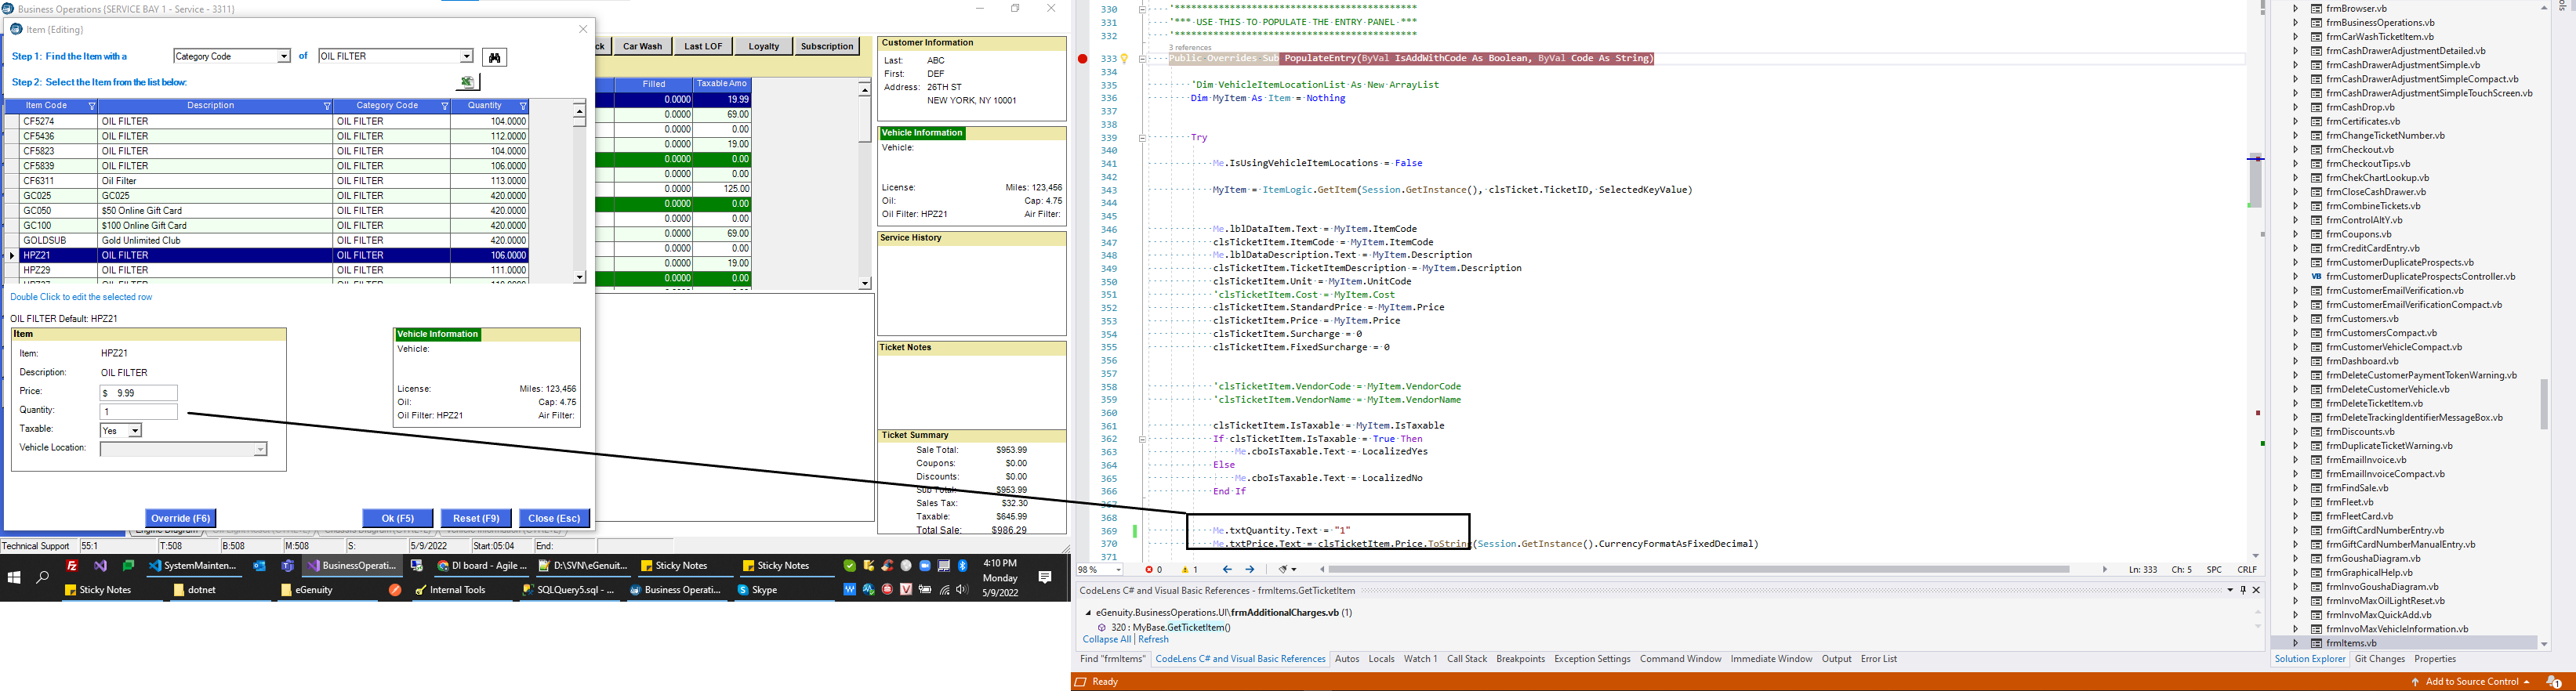 Business Operations {SERVICE BAY 1 - Service - 3311}
Item {Editing}
Step 1: Find the Item with a
Category Code
of
OIL FILTER
Step 2: Select the Item from the list below:
Item Code Description Category Code Quantity
CF5274 OIL FILTER OIL FILTER 104.0000
CF5436 OIL FILTER OIL FILTER 112.0000
CF5823 OIL FILTER OIL FILTER 104.0000
CF5839 OIL FILTER OIL FILTER 106.0000
CF6311 Oil Filter OIL FILTER 113.0000
GC025 GC025 OIL FILTER 420.0000
GC050 $50 Online Gift Card OIL FILTER 420.0000
GC100 $100 Online Gift Card OIL FILTER 420.0000
GOLDSUB Gold Unlimited Club OIL FILTER 420.0000
HPZ21 OIL FILTER OIL FILTER 106.0000
HPZ29 OIL FILTER OIL FILTER 111.0000
Double Click to edit the selected row
OIL FILTER Default: HPZ21
Item
Item: HPZ21
Description: OIL FILTER
Price: $ 9.99
Quantity: 1
Taxable: Yes
Vehicle Location:
Vehicle Information
Vehicle:
License: Miles: 123,456
Oil: Cap: 4.75
Oil Filter: HPZ21 Air Filter:
Override (F6) Ok (F5) Reset (F9) Close (Esc)
ck Car Wash Last LOF Loyalty Subscription
Filled Taxable Amo
0.0000 19.99
0.0000 69.00
0.0000 0.00
0.0000 19.00
0.0000 0.00
0.0000 0.00
0.0000 125.00
0.0000 0.00
0.0000 0.00
0.0000 69.00
0.0000 0.00
0.0000 19.00
0.0000 0.00
Customer Information
Last: ABC
First: DEF
Address: 26TH ST
NEW YORK, NY 10001
Vehicle Information
Vehicle:
License: Miles: 123,456
Oil: Cap: 4.75
Oil Filter: HPZ21 Air Filter:
Service History
Ticket Notes
Ticket Summary
Sale Total: $953.99
Coupons: $0.00
Discounts: $0.00
Sub Total: $953.99
Sales Tax: $32.30
Taxable: $645.99
Total Sale: $986.29
Technical Support 55:1 T:508 B:508 M:508 S: 5/9/2022 Start:05:04 End:
SystemMainten... BusinessOperati... DI board - Agile ... D:\SVN\eGenuit... Sticky Notes Sticky Notes
Sticky Notes dotnet eGenuity Internal Tools SQLQuery5.sql - ... Business Operati... Skype
4:10 PM
Monday
5/9/2022
330 '********************************************
331 '*** USE THIS TO POPULATE THE ENTRY PANEL ***
332 '********************************************
3 references
333 Public Overrides Sub PopulateEntry(ByVal IsAddWithCode As Boolean, ByVal Code As String)
334
335 'Dim VehicleItemLocationList As New ArrayList
336 Dim MyItem As Item = Nothing
337
338
339 Try
340
341 Me.IsUsingVehicleItemLocations = False
342
343 MyItem = ItemLogic.GetItem(Session.GetInstance(), clsTicket.TicketID, SelectedKeyValue)
344
345
346 Me.lblDataItem.Text = MyItem.ItemCode
347 clsTicketItem.ItemCode = MyItem.ItemCode
348 Me.lblDataDescription.Text = MyItem.Description
349 clsTicketItem.TicketItemDescription = MyItem.Description
350 clsTicketItem.Unit = MyItem.UnitCode
351 'clsTicketItem.Cost = MyItem.Cost
352 clsTicketItem.StandardPrice = MyItem.Price
353 clsTicketItem.Price = MyItem.Price
354 clsTicketItem.Surcharge = 0
355 clsTicketItem.FixedSurcharge = 0
356
357
358 'clsTicketItem.VendorCode = MyItem.VendorCode
359 'clsTicketItem.VendorName = MyItem.VendorName
360
361 clsTicketItem.IsTaxable = MyItem.IsTaxable
362 If clsTicketItem.IsTaxable = True Then
363 Me.cboIsTaxable.Text = LocalizedYes
364 Else
365 Me.cboIsTaxable.Text = LocalizedNo
366 End If
367
368
369 Me.txtQuantity.Text = "1"
370 Me.txtPrice.Text = clsTicketItem.Price.ToString(Session.GetInstance().CurrencyFormatAsFixedDecimal)
371
98 % 0 1 Ln: 333 Ch: 5 SPC CRLF
CodeLens C# and Visual Basic References - frmItems.GetTicketItem
eGenuity.BusinessOperations.UI\frmAdditionalCharges.vb (1)
320 : MyBase.GetTicketItem()
Collapse All | Refresh
Find "frmItems" CodeLens C# and Visual Basic References Autos Locals Watch 1 Call Stack Breakpoints Exception Settings Command Window Immediate Window Output Error List
frmBrowser.vb
frmBusinessOperations.vb
frmCarWashTicketItem.vb
frmCashDrawerAdjustmentDetailed.vb
frmCashDrawerAdjustmentSimple.vb
frmCashDrawerAdjustmentSimpleCompact.vb
frmCashDrawerAdjustmentSimpleTouchScreen.vb
frmCashDrop.vb
frmCertificates.vb
frmChangeTicketNumber.vb
frmCheckout.vb
frmCheckoutTips.vb
frmChekChartLookup.vb
frmCloseCashDrawer.vb
frmCombineTickets.vb
frmControlAltY.vb
frmCoupons.vb
frmCreditCardEntry.vb
frmCustomerDuplicateProspects.vb
frmCustomerDuplicateProspectsController.vb
frmCustomerEmailVerification.vb
frmCustomerEmailVerificationCompact.vb
frmCustomers.vb
frmCustomersCompact.vb
frmCustomerVehicleCompact.vb
frmDashboard.vb
frmDeleteCustomerPaymentTokenWarning.vb
frmDeleteCustomerVehicle.vb
frmDeleteTicketItem.vb
frmDeleteTrackingIdentifierMessageBox.vb
frmDiscounts.vb
frmDuplicateTicketWarning.vb
frmEmailInvoice.vb
frmEmailInvoiceCompact.vb
frmFindSale.vb
frmFleet.vb
frmFleetCard.vb
frmGiftCardNumberEntry.vb
frmGiftCardNumberManualEntry.vb
frmGoushaDiagram.vb
frmGraphicalHelp.vb
frmInvoGoushaDiagram.vb
frmInvoMaxOilLightReset.vb
frmInvoMaxQuickAdd.vb
frmInvoMaxVehicleInformation.vb
frmItems.vb
Solution Explorer Git Changes Properties
Ready
Add to Source Control
1